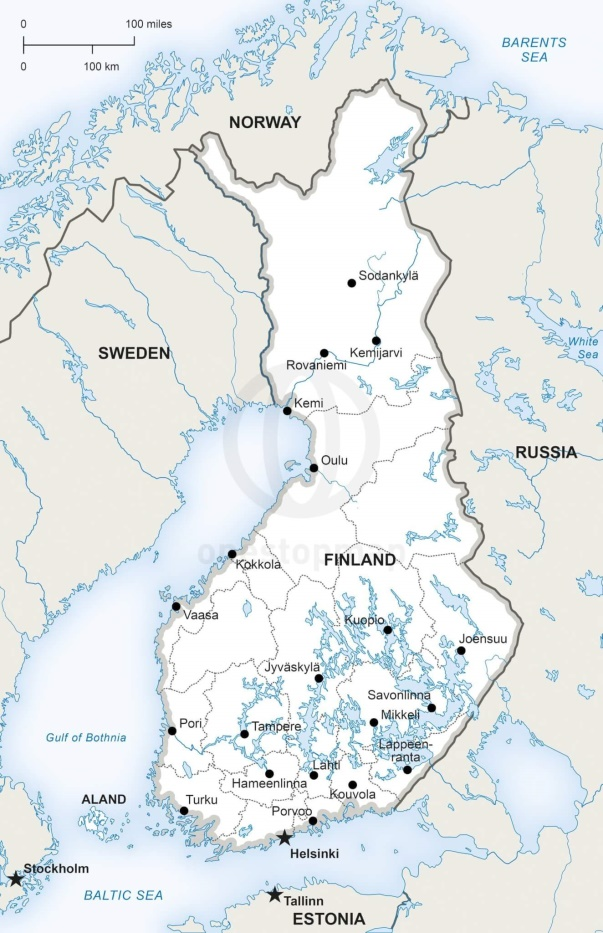 0 100 miles
0 100 km
BARENTS
SEA
NORWAY
Sodankylä
White
Sea
SWEDEN
Kemijarvi
Rovaniemi
Kemi
RUSSIA
Oulu
onestopmap
FINLAND
Kokkola
Vaasa
Kuopio
Joensuu
Jyväskylä
Savonlinna
Mikkeli
Pori
Tampere
Gulf of Bothnia
Lappeen-
ranta
Lahti
Hameenlinna
Kouvola
ALAND
Turku
Porvoo
Helsinki
Stockholm
BALTIC SEA
Tallinn
ESTONIA